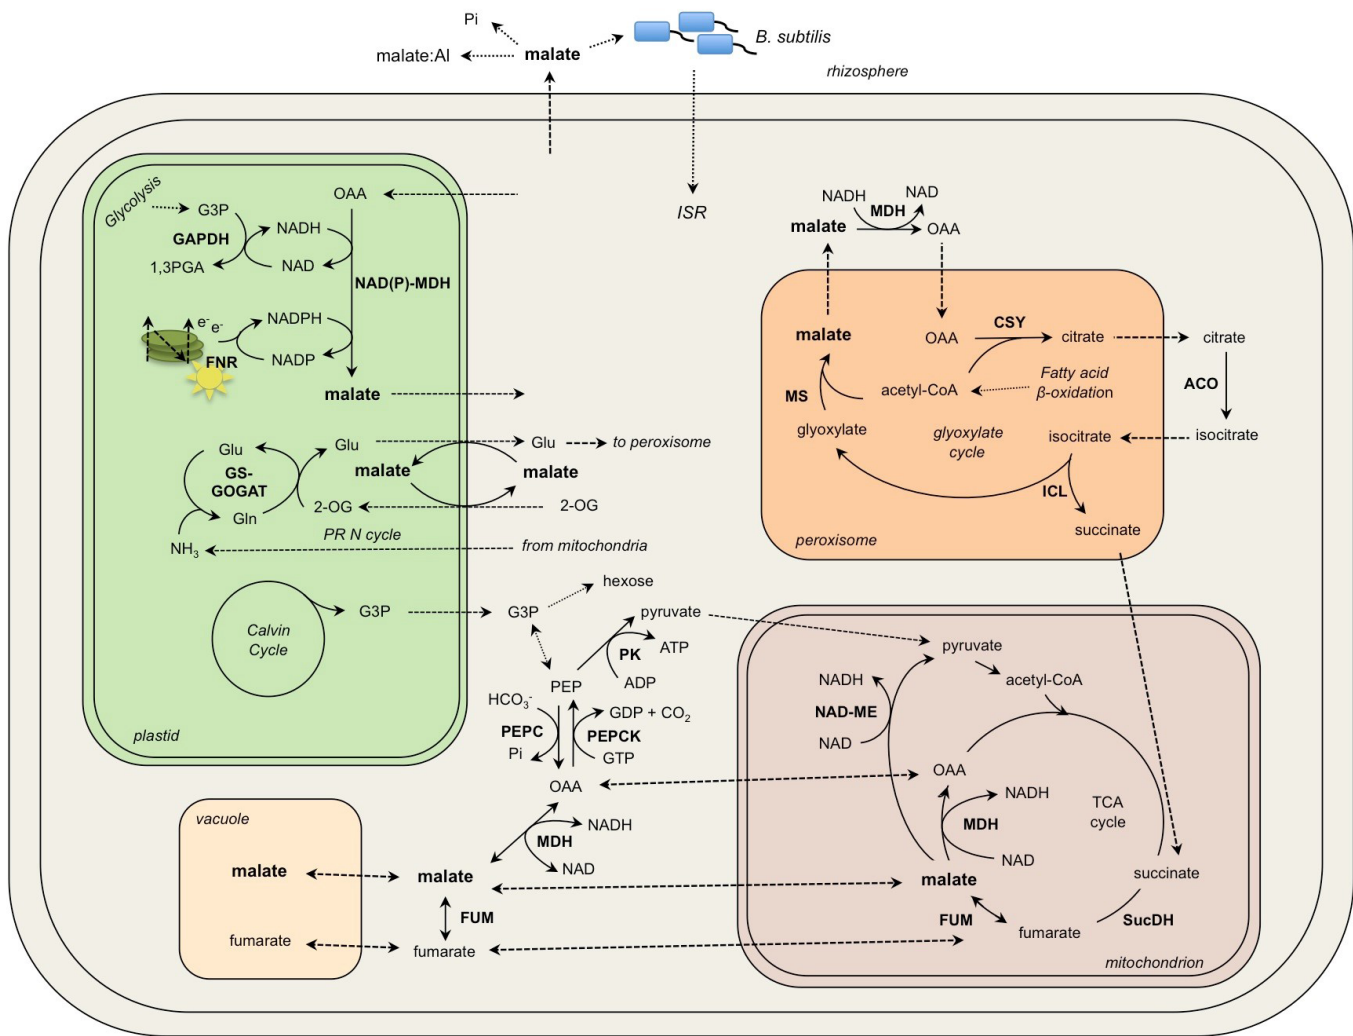 Pi
malate:Al
malate
B. subtilis
rhizosphere
ISR
Glycolysis
G3P
GAPDH
1,3PGA
NADH
NAD
OAA
NAD(P)-MDH
e- e-
NADPH
NADP
FNR
malate
Glu
GS-
GOGAT
Gln
NH3
Glu
2-OG
PR N cycle
malate
Glu
to peroxisome
malate
2-OG
from mitochondria
Calvin
Cycle
G3P
plastid
G3P
hexose
pyruvate
PK
ATP
ADP
PEP
HCO3-
PEPC
Pi
GDP + CO2
PEPCK
GTP
OAA
MDH
NADH
NAD
malate
FUM
fumarate
vacuole
malate
fumarate
NADH
NAD
MDH
malate
OAA
malate
OAA
CSY
citrate
citrate
ACO
isocitrate
MS
acetyl-CoA
Fatty acid
β-oxidation
glyoxylate
glyoxylate
cycle
isocitrate
ICL
succinate
peroxisome
pyruvate
acetyl-CoA
NADH
NAD-ME
NAD
OAA
NADH
MDH
NAD
TCA
cycle
malate
succinate
FUM
fumarate
SucDH
mitochondrion